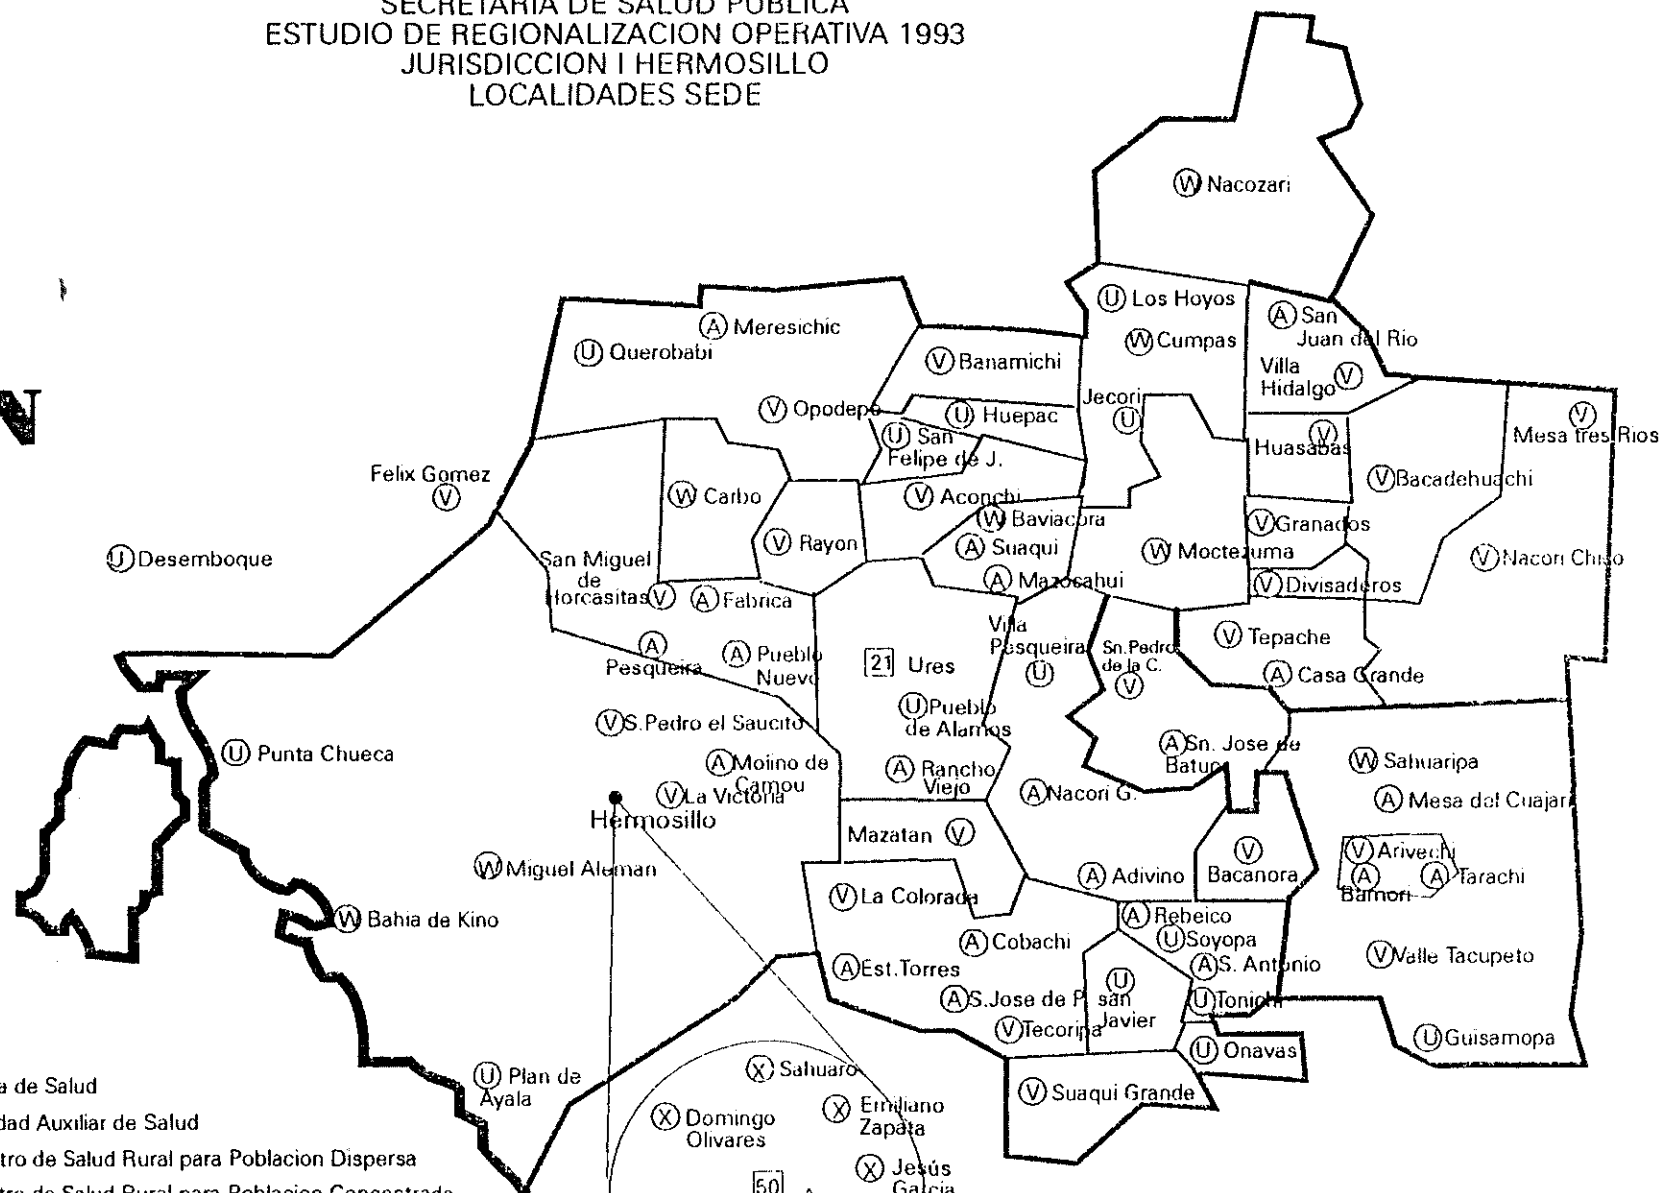 SECRETARIA DE SALUD PUBLICA
ESTUDIO DE REGIONALIZACION OPERATIVA 1993
JURISDICCION I HERMOSILLO
LOCALIDADES SEDE
N
W Nacozari
U Los Hoyos
A San
Juan del Rio
A Meresichic
U Querobabi
W Cumpas
V Banamichi
Villa
Hidalgo V
Jecori
U
V Opodepe
U Huepac
V
Mesa tres Rios
U San
Felipe de J.
V
Huasabas
Felix Gomez
V
W Carbo
V Aconchi
V Bacadehuachi
W Baviacora
V Granados
V Rayon
A Suaqui
W Moctezuma
V Nacori Chico
U Desemboque
San Miguel
de
Horcasitas V
A Fabrica
A Mazocahui
V Divisaderos
Villa
Pesqueira
U
V Tepache
A
Pesqueira
A Pueblo
Nuevo
21 Ures
Sn. Pedro
de la C.
V
A Casa Grande
V S.Pedro el Saucito
U Pueblo
de Alamos
U Punta Chueca
A Molino de
Camou
A Rancho
Viejo
A Sn. Jose de
Batuc
W Sahuaripa
V La Victoria
Hermosillo
A Nacori G.
A Mesa del Cuajari
Mazatan V
V
Bacanora
V Arivechi
W Miguel Aleman
A Adivino
A
Bamori
A Tarachi
V La Colorada
W Bahia de Kino
A Rebeico
A Cobachi
U Soyopa
V Valle Tacupeto
A Est.Torres
A S. Antonio
A S.Jose de P.
U
san
Javier
U Tonichi
V Tecoripa
U Guisamopa
U Onavas
U Plan de
Ayala
X Sahuaro
V Suaqui Grande
X Domingo
Olivares
X Emiliano
Zapata
X Jesús
Garcia
50
a de Salud
dad Auxiliar de Salud
tro de Salud Rural para Poblacion Dispersa
tro de Salud Rural para Poblacion Concentrada